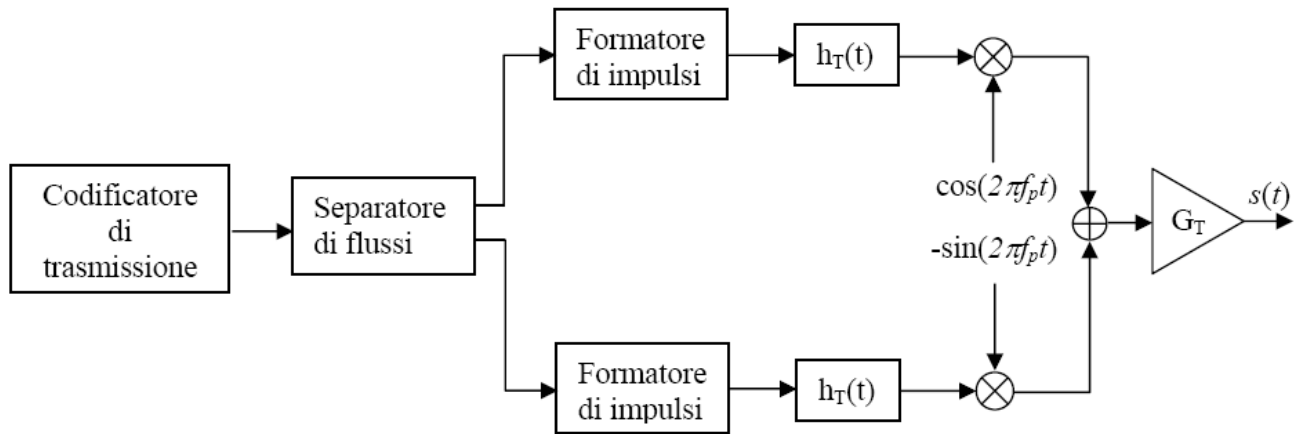 Formatore
di impulsi
h_T(t)
Codificatore
di
trasmissione
Separatore
di flussi
cos(2πf_pt)
-sin(2πf_pt)
G_T
s(t)
Formatore
di impulsi
h_T(t)